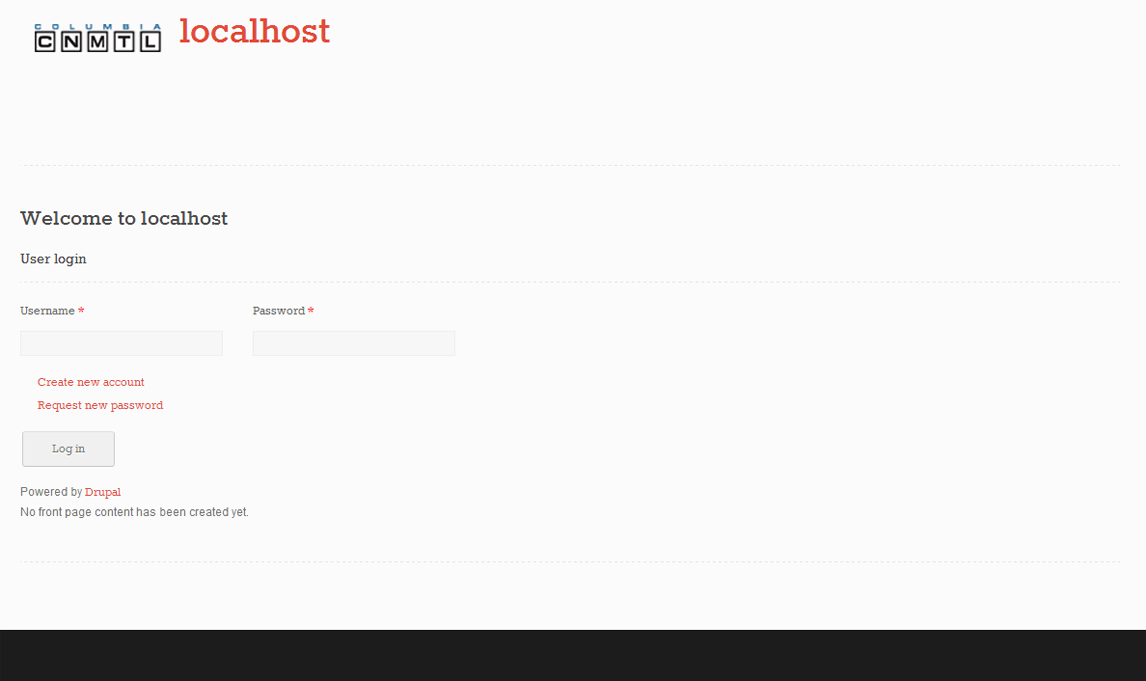 COLUMBIA
CNMTL localhost
Welcome to localhost
User login
Username * Password *
Create new account
Request new password
Log in
Powered by Drupal
No front page content has been created yet.